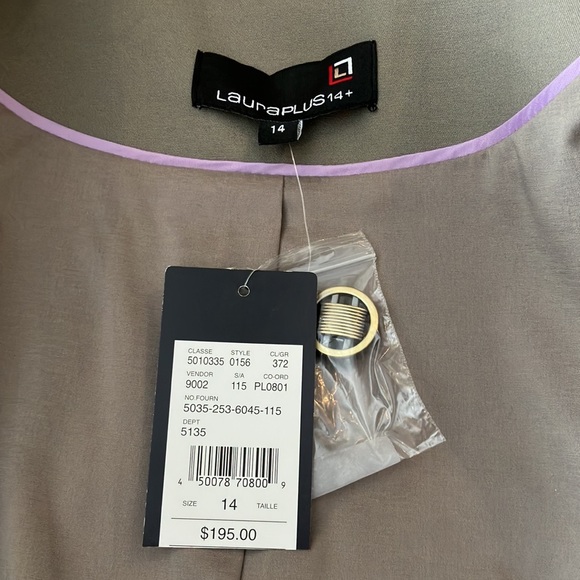 LauraPLUS14+
14
CLASSE STYLE CL/GR
5010335 0156 372
VENDOR S/A CO-ORD
9002 115 PL0801
NO.FOURN
5035-253-6045-115
DEPT
5135
4 50078 70800 9
SIZE 14 TAILLE
$195.00